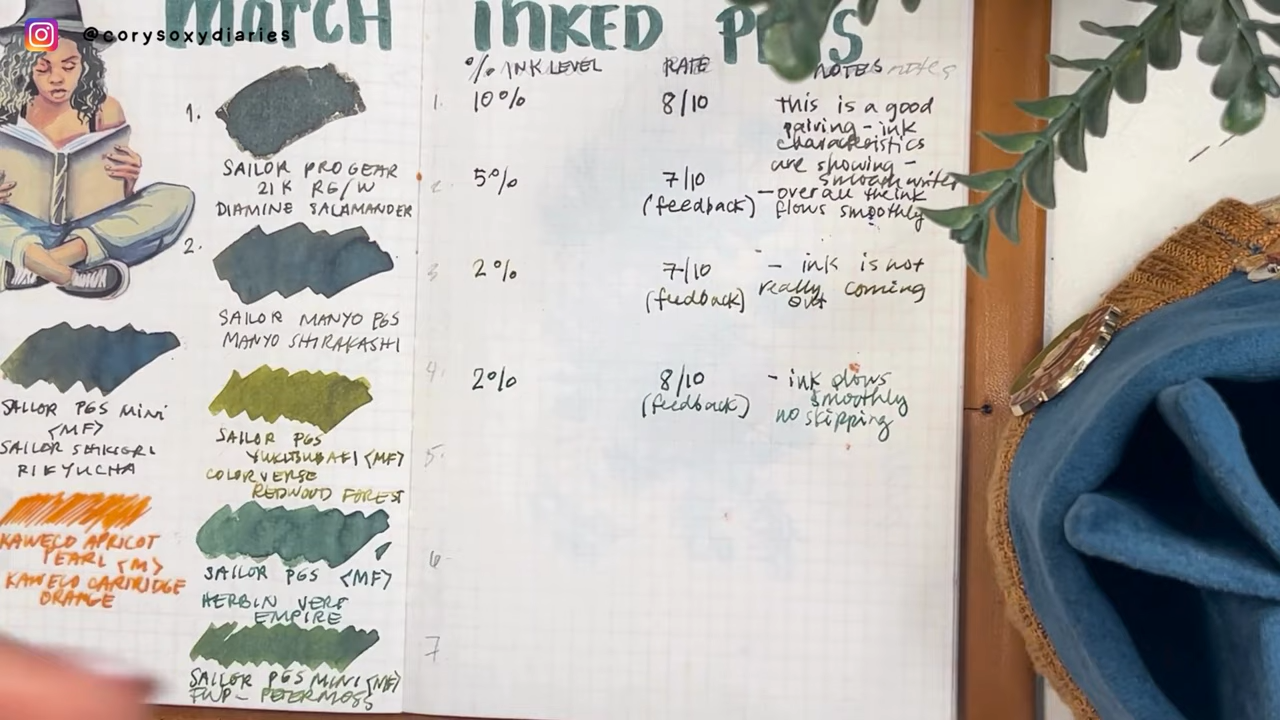 @corysoxydiaries
MARCH INKED PENS
1.
SAILOR PRO GEAR
21K RG/W
DIAMINE SALAMANDER
2.
SAILOR MANYO PGS
MANYO SHIRAKASHI
SAILOR PGS MINI
<MF>
SAILOR SHIKIORI
RIKYUCHA
SAILOR PGS
YUKITSUBAKI <MF>
COLORVERSE
REDWOOD FOREST
KAWECO APRICOT
PEARL <M>
KAWECO CARTRIDGE
ORANGE
SAILOR PGS <MF>
HERBIN VERT
EMPIRE
SAILOR PGS MINI <MF>
FWP - PETERMOSS
% INK LEVEL RATE NOTES notes
1. 10% 8/10 this is a good
pairing - ink
characteristics
are showing -
smooth writer
2. 5% 7/10
(feedback) - overall the ink
flows smoothly
3 2% 7/10 - ink is not
(feedback) really coming
out
4. 2% 8/10 - ink flows
(feedback) smoothly
no skipping
5.
6
7